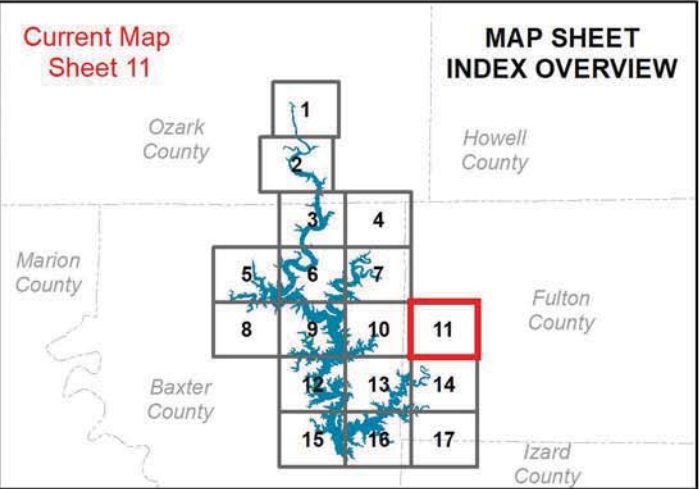 Current Map
Sheet 11
MAP SHEET
INDEX OVERVIEW
1
Ozark
County
Howell
County
2
3
4
Marion
County
5
6
7
Fulton
County
8
9
10
11
Baxter
County
12
13
14
15
16
17
Izard
County